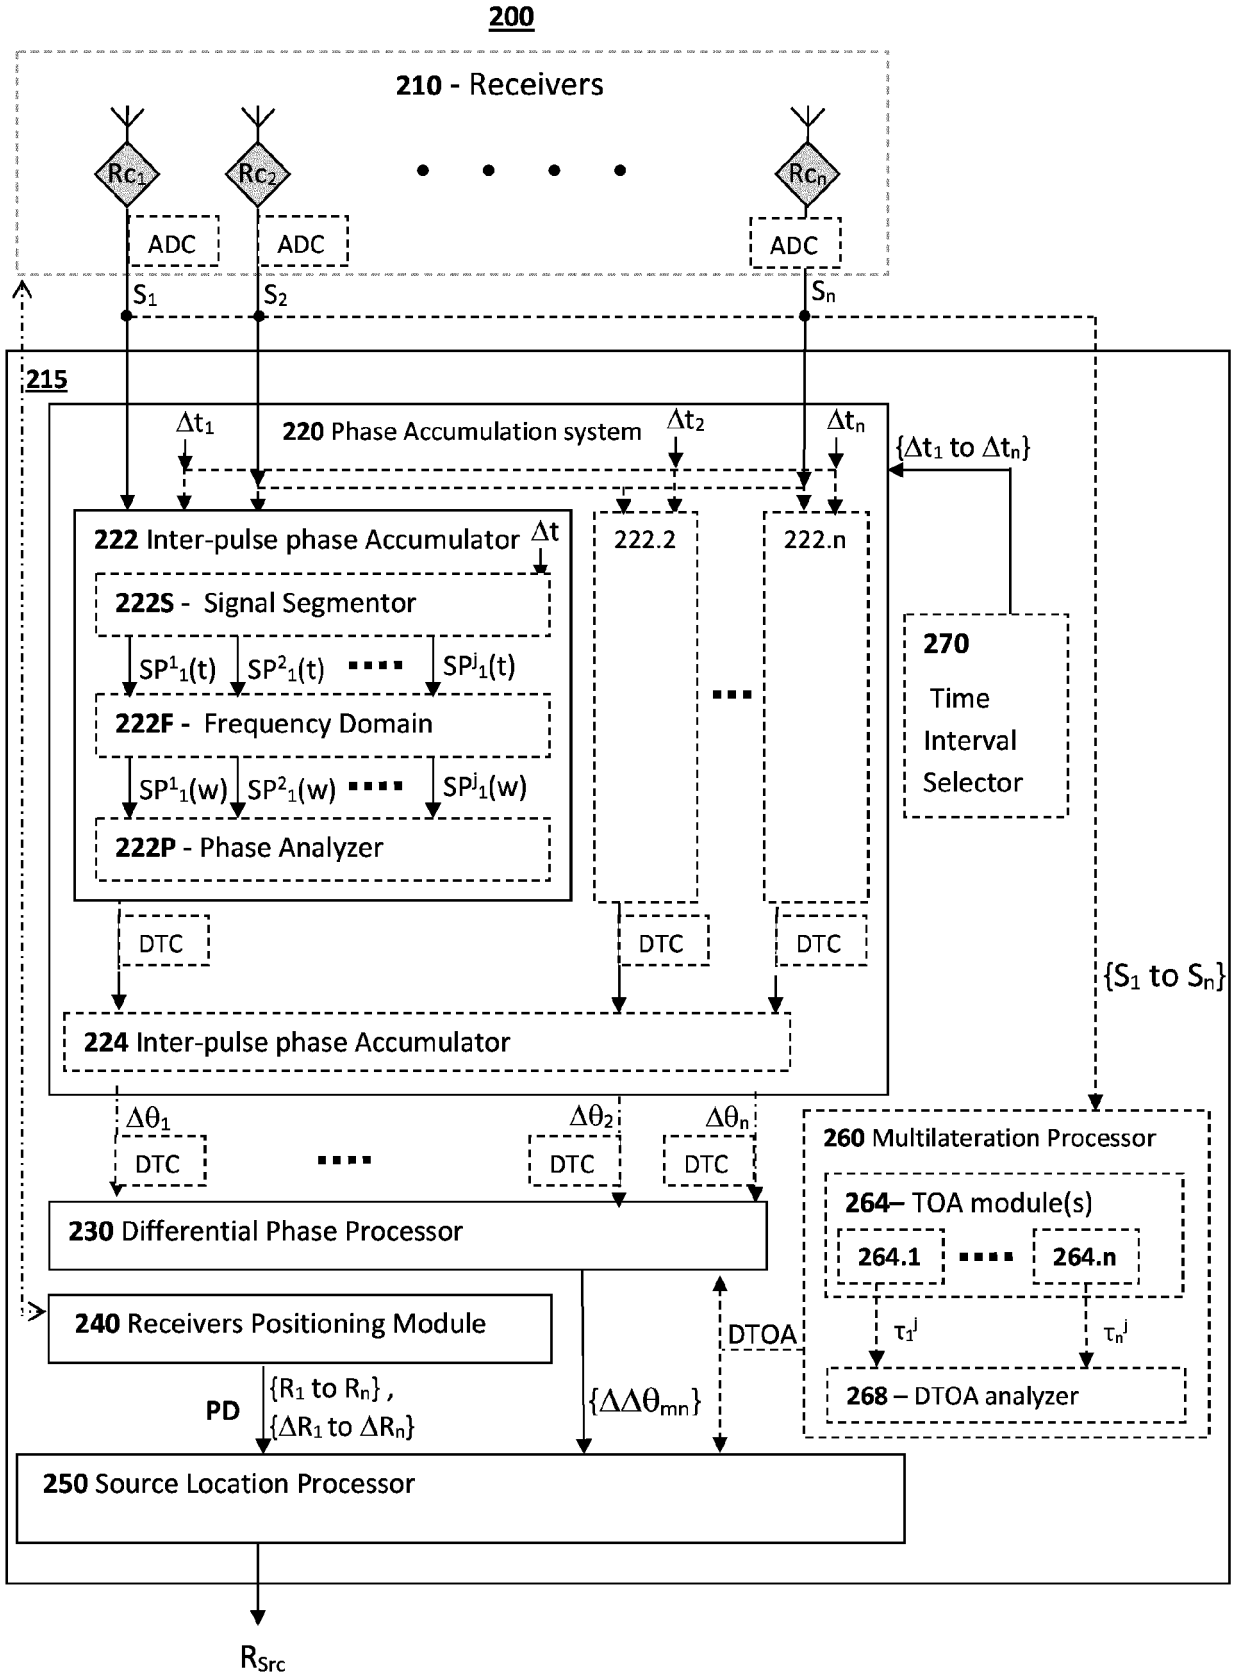 200
210 - Receivers
Rc1 Rc2 Rcn
ADC ADC ADC
S1 S2 Sn
215
Δt1 220 Phase Accumulation system Δt2 Δtn
{Δt1 to Δtn}
222 Inter-pulse phase Accumulator Δt
222.2 222.n
222S - Signal Segmentor
270
Time
Interval
Selector
SP¹1(t) SP²1(t) SPʲ1(t)
222F - Frequency Domain
SP¹1(w) SP²1(w) SPʲ1(w)
222P - Phase Analyzer
DTC DTC DTC
{S1 to Sn}
224 Inter-pulse phase Accumulator
Δθ1 Δθ2 Δθn
DTC DTC DTC
260 Multilateration Processor
264– TOA module(s)
264.1 264.n
230 Differential Phase Processor
240 Receivers Positioning Module
DTOA
τ1ʲ τnʲ
268 – DTOA analyzer
PD
{R1 to Rn} ,
{ΔR1 to ΔRn}
{ΔΔθmn}
250 Source Location Processor
RSrc